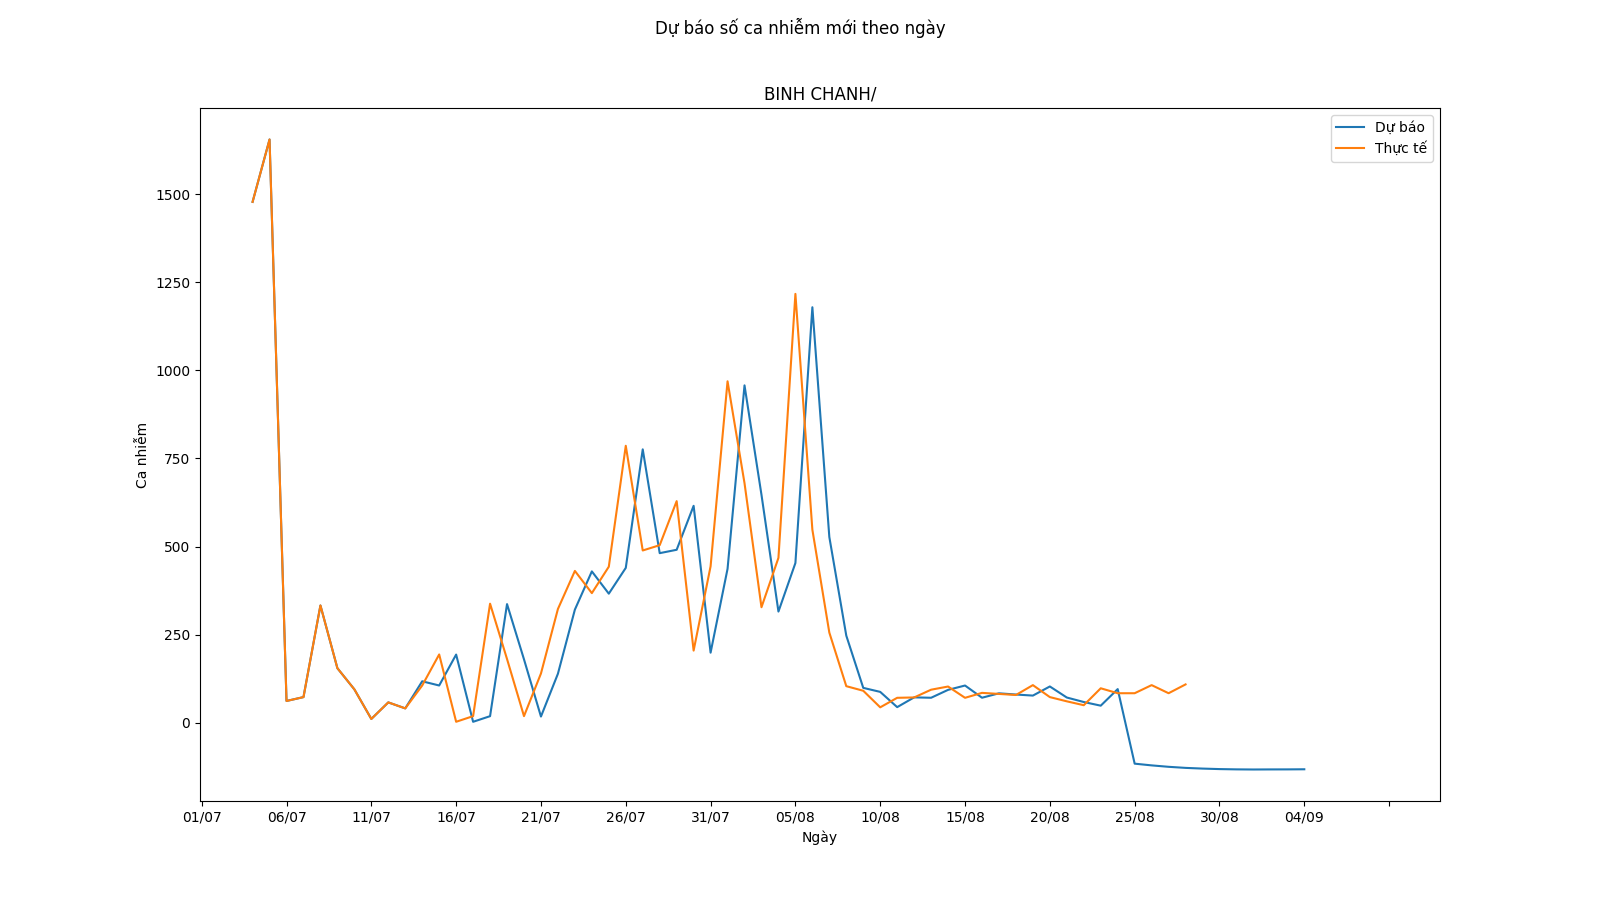 Dự báo số ca nhiễm mới theo ngày
BINH CHANH/
Dự báo
Thực tế
1500
1250
1000
750
500
250
0
Ca nhiễm
01/07 06/07 11/07 16/07 21/07 26/07 31/07 05/08 10/08 15/08 20/08 25/08 30/08 04/09
Ngày